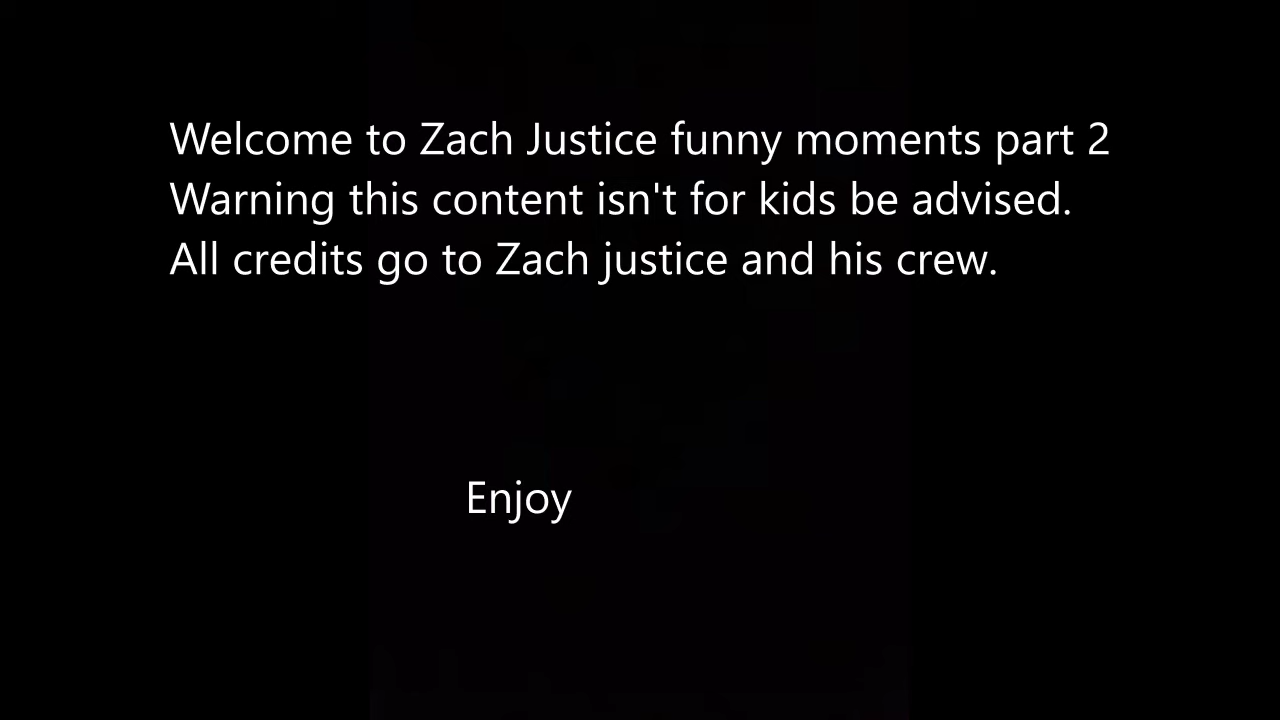 Welcome to Zach Justice funny moments part 2
Warning this content isn't for kids be advised.
All credits go to Zach justice and his crew.
Enjoy